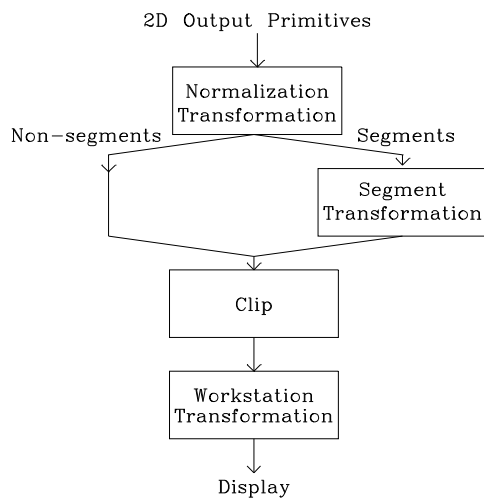 2D Output Primitives
Normalization
Transformation
Non-segments
Segments
Segment
Transformation
Clip
Workstation
Transformation
Display